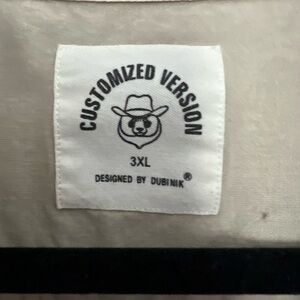 CUSTOMIZED VERSION
3XL
DESIGNED BY DUBINIK®